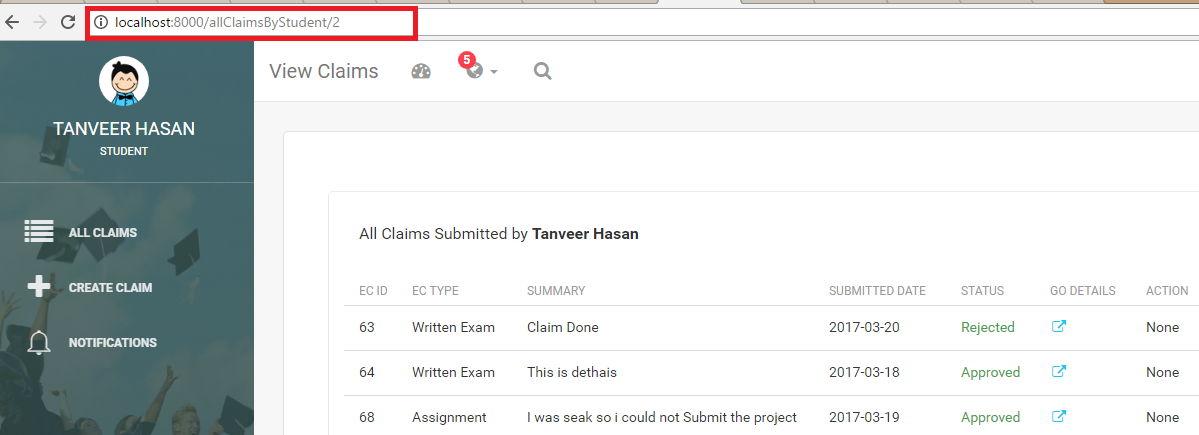 localhost:8000/allClaimsByStudent/2
View Claims
5
TANVEER HASAN
STUDENT
ALL CLAIMS
CREATE CLAIM
NOTIFICATIONS
All Claims Submitted by Tanveer Hasan
EC ID EC TYPE SUMMARY SUBMITTED DATE STATUS GO DETAILS ACTION
63 Written Exam Claim Done 2017-03-20 Rejected None
64 Written Exam This is dethais 2017-03-18 Approved None
68 Assignment I was seak so i could not Submit the project 2017-03-19 Approved None